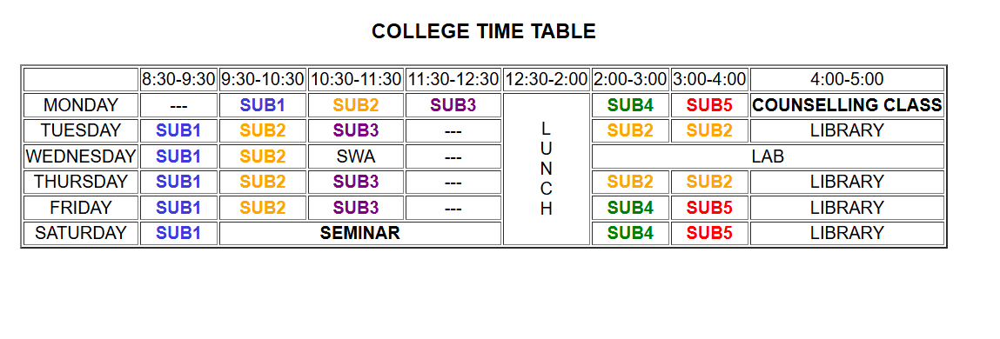 COLLEGE TIME TABLE
8:30-9:30 9:30-10:30 10:30-11:30 11:30-12:30 12:30-2:00 2:00-3:00 3:00-4:00 4:00-5:00
MONDAY --- SUB1 SUB2 SUB3 LUNCH SUB4 SUB5 COUNSELLING CLASS
TUESDAY SUB1 SUB2 SUB3 --- SUB2 SUB2 LIBRARY
WEDNESDAY SUB1 SUB2 SWA --- LAB
THURSDAY SUB1 SUB2 SUB3 --- SUB2 SUB2 LIBRARY
FRIDAY SUB1 SUB2 SUB3 --- SUB4 SUB5 LIBRARY
SATURDAY SUB1 SEMINAR SUB4 SUB5 LIBRARY